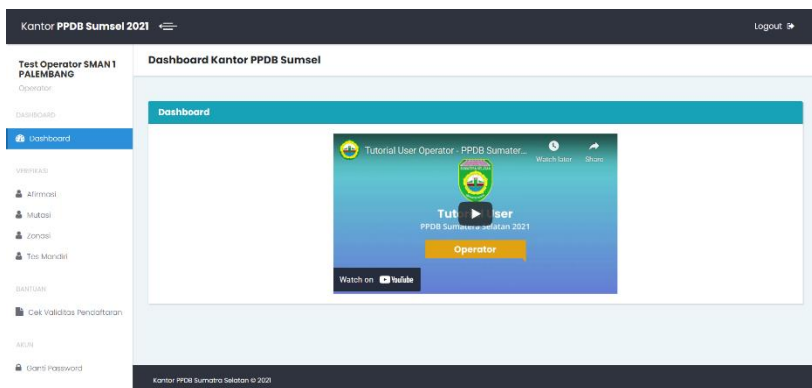 Kantor PPDB Sumsel 2021
Logout
Test Operator SMAN 1
PALEMBANG
Operator
DASHBOARD
Dashboard
VERIFIKASI
Afirmasi
Mutasi
Zonasi
Tes Mandiri
BANTUAN
Cek Validitas Pendaftaran
AKUN
Ganti Password
Dashboard Kantor PPDB Sumsel
Dashboard
Tutorial User Operator - PPDB Sumater...
Watch later
Share
Tutorial User
PPDB Sumatera Selatan 2021
Operator
Watch on YouTube
Kantor PPDB Sumatra Selatan © 2021